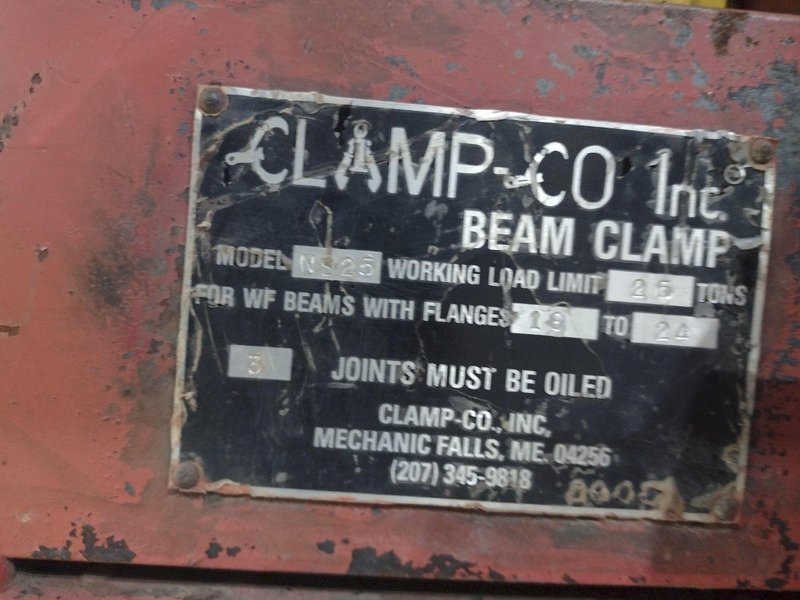 CLAMP-CO Inc.
BEAM CLAMP
MODEL NS25 WORKING LOAD LIMIT 25 TONS
FOR WF BEAMS WITH FLANGES 18 TO 24
3 JOINTS MUST BE OILED
CLAMP-CO., INC.
MECHANIC FALLS, ME. 04256
(207) 345-9818